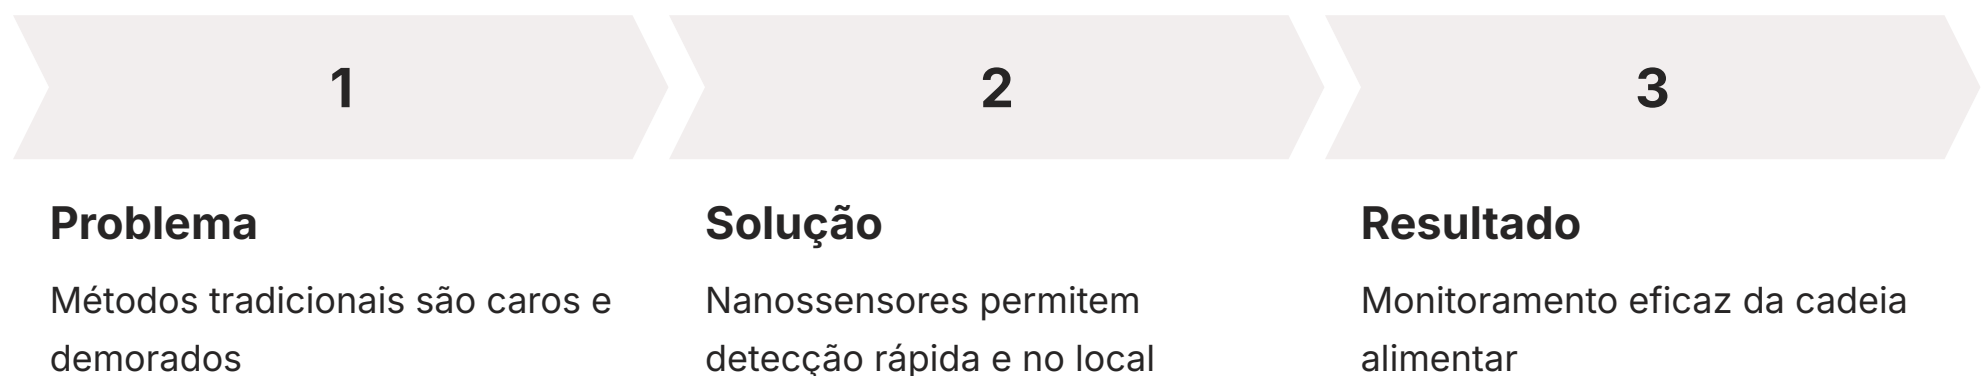 1
2
3
Problema
Métodos tradicionais são caros e
demorados
Solução
Nanossensores permitem
detecção rápida e no local
Resultado
Monitoramento eficaz da cadeia
alimentar